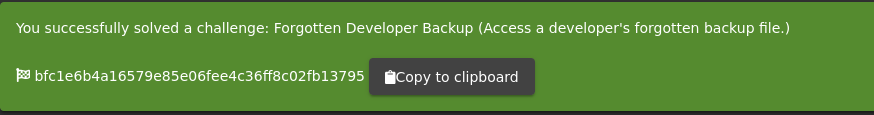 You successfully solved a challenge: Forgotten Developer Backup (Access a developer's forgotten backup file.)
bfc1e6b4a16579e85e06fee4c36ff8c02fb13795 Copy to clipboard